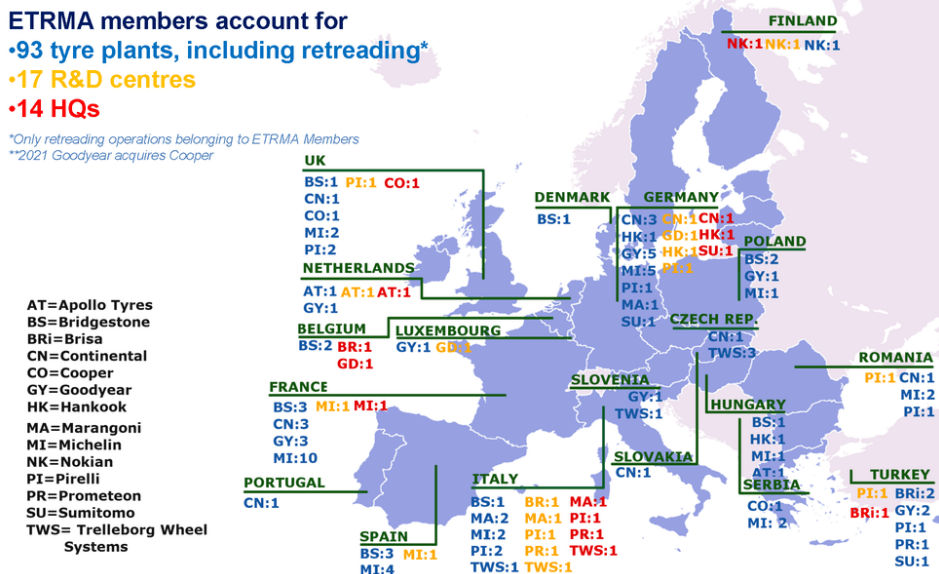 ETRMA members account for
•93 tyre plants, including retreading*
•17 R&D centres
•14 HQs
*Only retreading operations belonging to ETRMA Members
**2021 Goodyear acquires Cooper
FINLAND
NK:1 NK:1 NK:1
UK
BS:1 PI:1 CO:1
CN:1
CO:1
MI:2
PI:2
DENMARK
BS:1
GERMANY
CN:3 CN:1 CN:1
HK:1 GD:1 HK:1
GY:5 HK:1 SU:1
MI:5 PI:1
PI:1
MA:1
SU:1
POLAND
BS:2
GY:1
MI:1
NETHERLANDS
AT:1 AT:1 AT:1
GY:1
BELGIUM
BS:2 BR:1
GD:1
LUXEMBOURG
GY:1 GD:1
CZECH REP.
CN:1
TWS:3
AT=Apollo Tyres
BS=Bridgestone
BRi=Brisa
CN=Continental
CO=Cooper
GY=Goodyear
HK=Hankook
MA=Marangoni
MI=Michelin
NK=Nokian
PI=Pirelli
PR=Prometeon
SU=Sumitomo
TWS= Trelleborg Wheel
Systems
FRANCE
BS:3 MI:1 MI:1
CN:3
GY:3
MI:10
SLOVENIA
GY:1
TWS:1
ROMANIA
PI:1 CN:1
MI:2
PI:1
HUNGARY
BS:1
HK:1
MI:1
AT:1
SLOVAKIA
CN:1
SERBIA
CO:1
MI: 2
TURKEY
PI:1 BRi:2
BRi:1 GY:2
PI:1
PR:1
SU:1
PORTUGAL
CN:1
SPAIN
BS:3 MI:1
MI:4
ITALY
BS:1 BR:1 MA:1
MA:2 MA:1 PI:1
MI:2 PI:1 PR:1
PI:2 PR:1 TWS:1
TWS:1 TWS:1